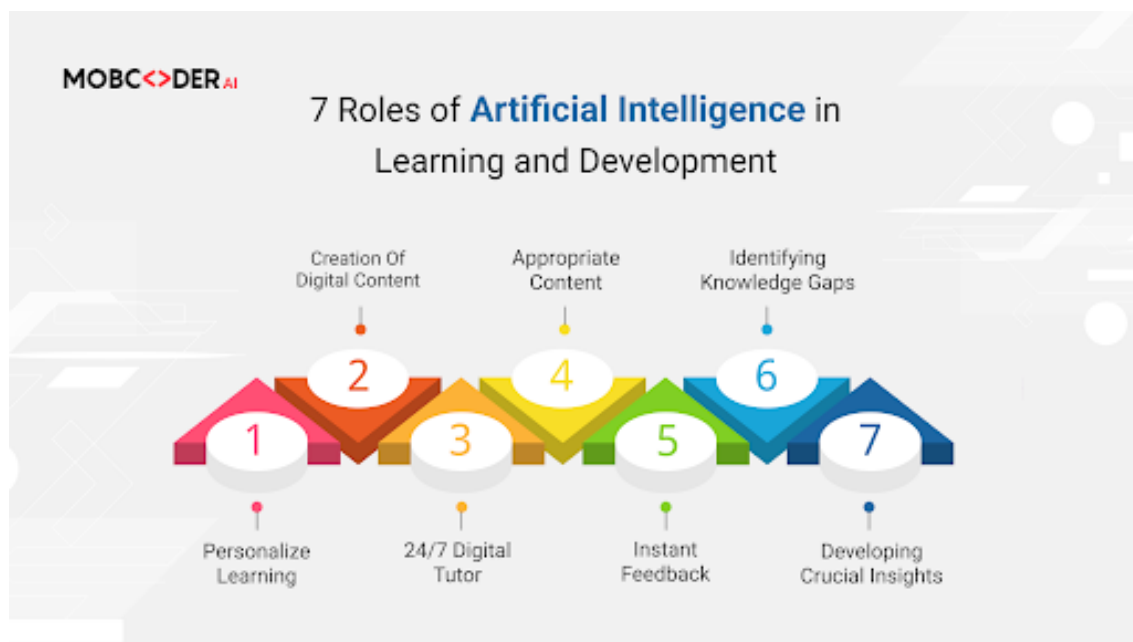 MOBC<>DER AI
7 Roles of Artificial Intelligence in
Learning and Development
Creation Of
Digital Content
Appropriate
Content
Identifying
Knowledge Gaps
2
4
6
1
3
5
7
Personalize
Learning
24/7 Digital
Tutor
Instant
Feedback
Developing
Crucial Insights